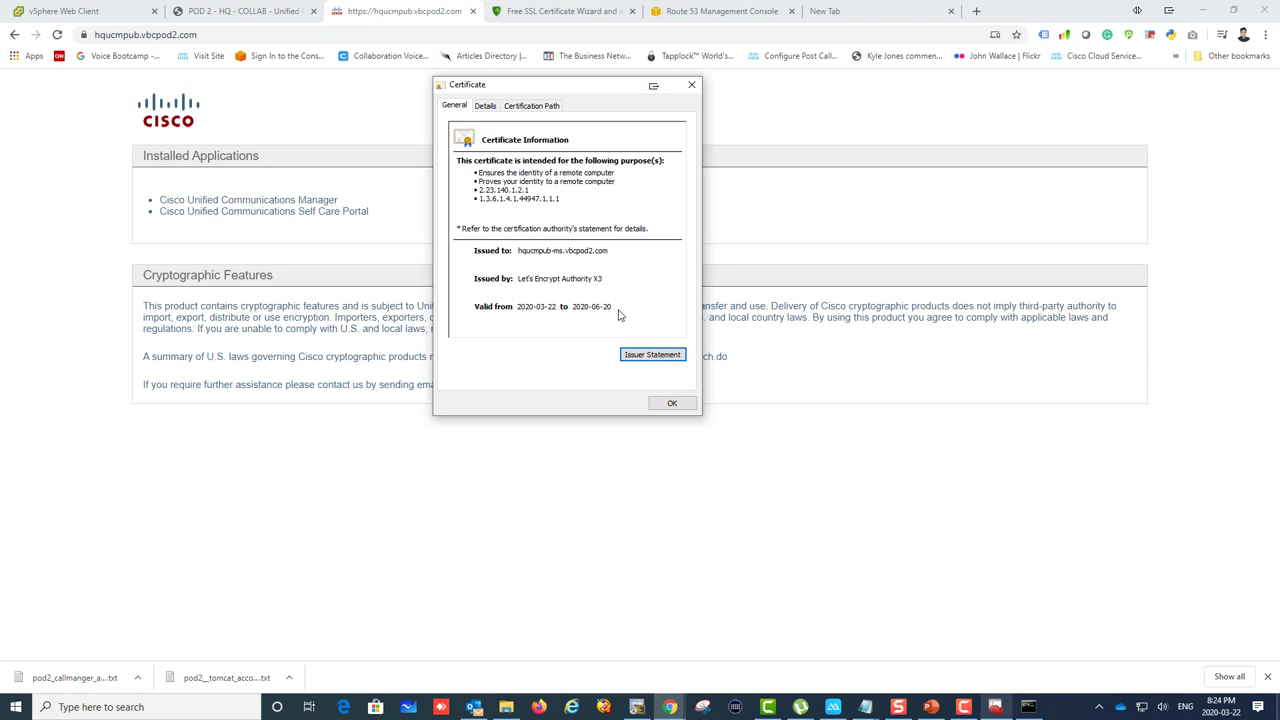 vSphere Web Client
POD 2 - HQ - COLLAB - Unified C
https://hqucmpub.vbcpod2.com
Free SSL Certificate Wizard and o
Route 53 Management Console
New Tab
hqucmpub.vbcpod2.com
Apps
Voice Bootcamp -...
Visit Site
Sign In to the Cons...
Collaboration Voice...
Articles Directory |...
The Business Netw...
Tapplock™ World's...
Configure Post Call...
Kyle Jones commen...
John Wallace | Flickr
Cisco Cloud Service...
»
Other bookmarks
CISCO
Installed Applications
Cisco Unified Communications Manager
Cisco Unified Communications Self Care Portal
Cryptographic Features
This product contains cryptographic features and is subject to Uni
nsfer and use. Delivery of Cisco cryptographic products does not imply third-party authority to
import, export, distribute or use encryption. Importers, exporters,
s. and local country laws. By using this product you agree to comply with applicable laws and
regulations. If you are unable to comply with U.S. and local laws,
A summary of U.S. laws governing Cisco cryptographic products
rch.do
If you require further assistance please contact us by sending ema
Certificate
General
Details
Certification Path
Certificate Information
This certificate is intended for the following purpose(s):
• Ensures the identity of a remote computer
• Proves your identity to a remote computer
• 2.23.140.1.2.1
• 1.3.6.1.4.1.44947.1.1.1
* Refer to the certification authority's statement for details.
Issued to: hqucmpub-ms.vbcpod2.com
Issued by: Let's Encrypt Authority X3
Valid from 2020-03-22 to 2020-06-20
Issuer Statement
OK
pod2_callmanger_a....txt
pod2__tomcat_acco....txt
Show all
Type here to search
ENG
8:24 PM
2020-03-22